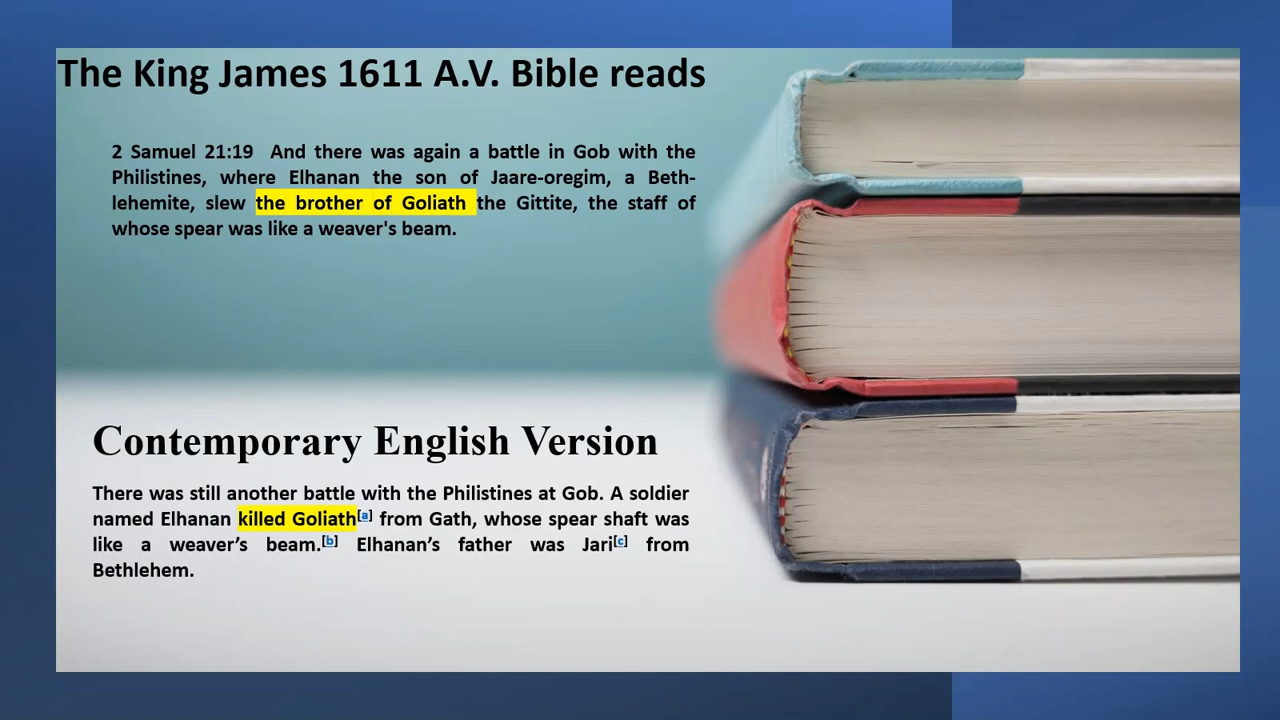 The King James 1611 A.V. Bible reads
2 Samuel 21:19 And there was again a battle in Gob with the
Philistines, where Elhanan the son of Jaare-oregim, a Beth-
lehemite, slew the brother of Goliath the Gittite, the staff of
whose spear was like a weaver's beam.
Contemporary English Version
There was still another battle with the Philistines at Gob. A soldier
named Elhanan killed Goliath[a] from Gath, whose spear shaft was
like a weaver’s beam.[b] Elhanan’s father was Jari[c] from
Bethlehem.